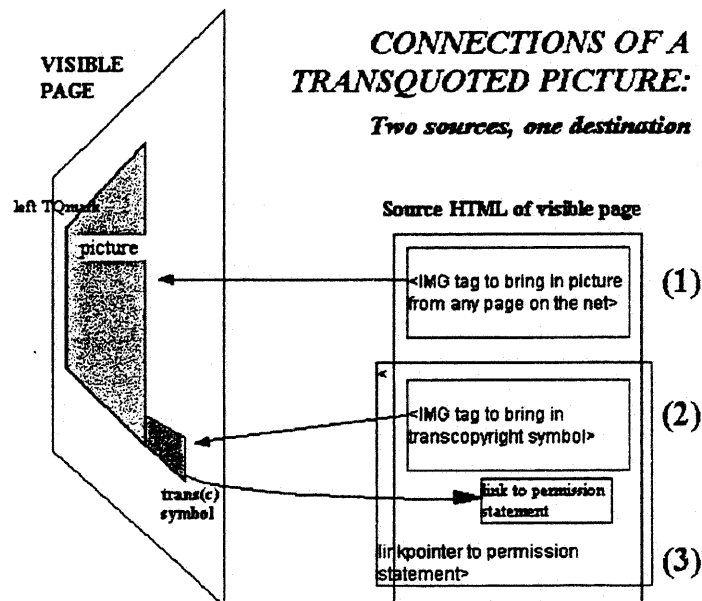 CONNECTIONS OF A
TRANSQUOTED PICTURE:
Two sources, one destination
VISIBLE
PAGE
left TQmark
picture
trans(c)
symbol
Source HTML of visible page
<IMG tag to bring in picture
from any page on the net>
(1)
<
<IMG tag to bring in
transcopyright symbol>
(2)
link to permission
statement
linkpointer to permission
statement>
(3)